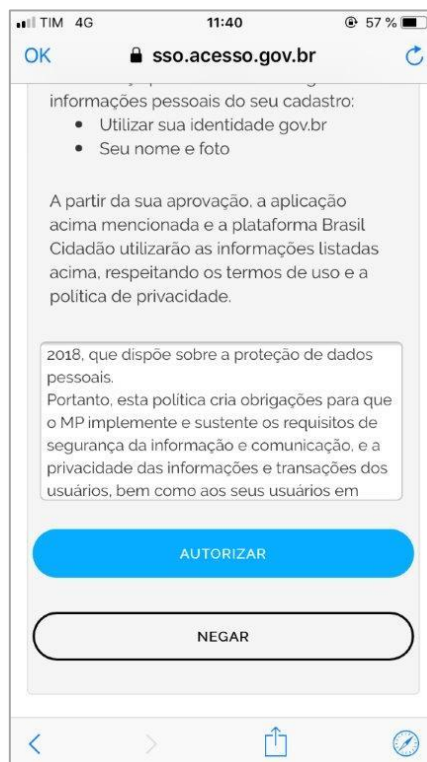 TIM 4G 11:40 57 %
OK sso.acesso.gov.br
informações pessoais do seu cadastro:
• Utilizar sua identidade gov.br
• Seu nome e foto
A partir da sua aprovação, a aplicação
acima mencionada e a plataforma Brasil
Cidadão utilizarão as informações listadas
acima, respeitando os termos de uso e a
política de privacidade.
2018, que dispõe sobre a proteção de dados
pessoais.
Portanto, esta política cria obrigações para que
o MP implemente e sustente os requisitos de
segurança da informação e comunicação, e a
privacidade das informações e transações dos
usuários, bem como aos seus usuários em
AUTORIZAR
NEGAR